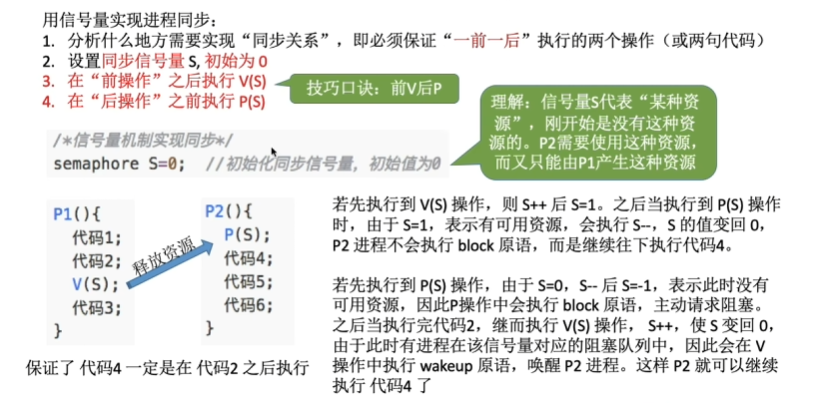 用信号量实现进程同步:
1. 分析什么地方需要实现“同步关系”，即必须保证“一前一后”执行的两个操作（或两句代码）
2. 设置同步信号量 S, 初始为 0
3. 在“前操作”之后执行 V(S)
4. 在“后操作”之前执行 P(S)
技巧口诀：前V后P
理解：信号量S代表“某种资
源”，刚开始是没有这种资
源的。P2需要使用这种资源，
而又只能由P1产生这种资源
/*信号量机制实现同步*/
semaphore S=0; //初始化同步信号量，初始值为0
P1(){
代码1;
代码2;
V(S);
代码3;
}
释放资源
P2(){
P(S);
代码4;
代码5;
代码6;
}
保证了 代码4 一定是在 代码2 之后执行
若先执行到 V(S) 操作，则 S++ 后 S=1。之后当执行到 P(S) 操作
时，由于 S=1，表示有可用资源，会执行 S--，S 的值变回 0，
P2 进程不会执行 block 原语，而是继续往下执行代码4。
若先执行到 P(S) 操作，由于 S=0，S-- 后 S=-1，表示此时没有
可用资源，因此P操作中会执行 block 原语，主动请求阻塞。
之后当执行完代码2，继而执行 V(S) 操作， S++，使 S 变回 0，
由于此时有进程在该信号量对应的阻塞队列中，因此会在 V
操作中执行 wakeup 原语，唤醒 P2 进程。这样 P2 就可以继续
执行 代码4 了